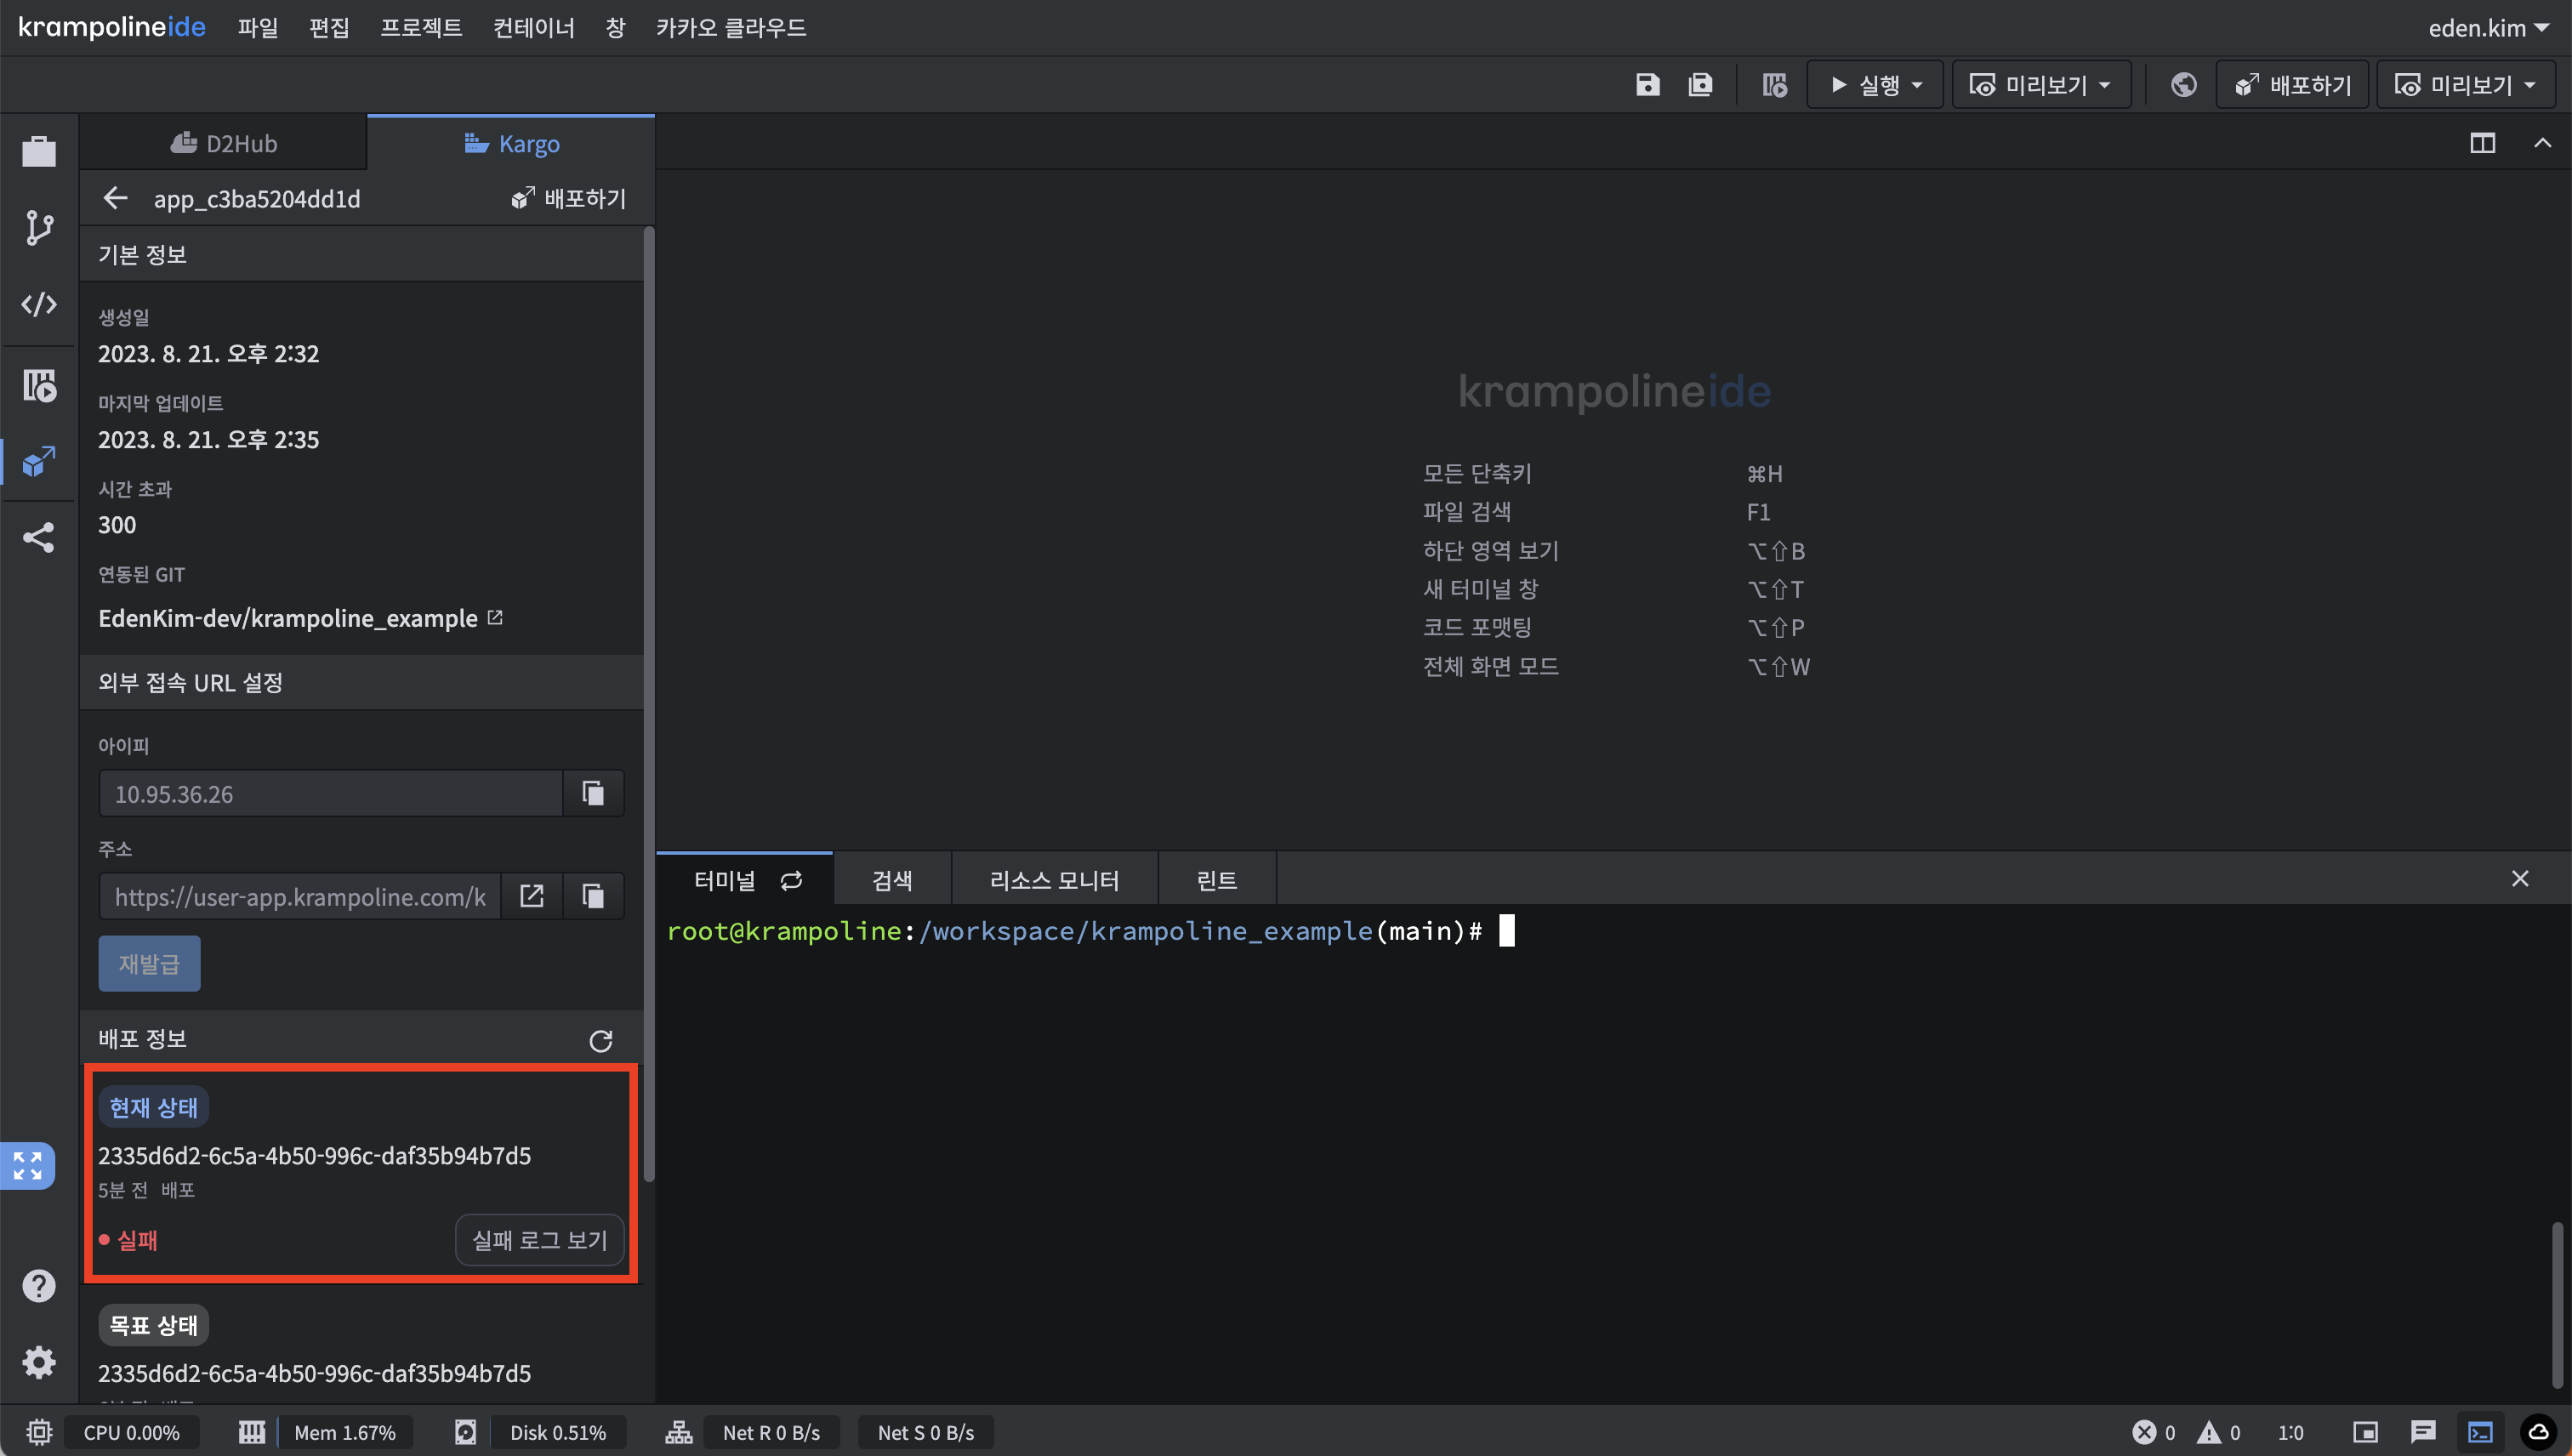 krampolineide 파일 편집 프로젝트 컨테이너 창 카카오 클라우드 eden.kim
실행 미리보기 배포하기 미리보기
D2Hub Kargo
app_c3ba5204dd1d 배포하기
기본 정보
생성일
2023. 8. 21. 오후 2:32
마지막 업데이트
2023. 8. 21. 오후 2:35
시간 초과
300
연동된 GIT
EdenKim-dev/krampoline_example
외부 접속 URL 설정
아이피
10.95.36.26
주소
https://user-app.krampoline.com/k
재발급
배포 정보
현재 상태
2335d6d2-6c5a-4b50-996c-daf35b94b7d5
5분 전 배포
실패 실패 로그 보기
목표 상태
2335d6d2-6c5a-4b50-996c-daf35b94b7d5
krampolineide
모든 단축키 ⌘H
파일 검색 F1
하단 영역 보기 ⌥⇧B
새 터미널 창 ⌥⇧T
코드 포맷팅 ⌥⇧P
전체 화면 모드 ⌥⇧W
터미널 검색 리소스 모니터 린트
root@krampoline:/workspace/krampoline_example(main)#
CPU 0.00% Mem 1.67% Disk 0.51% Net R 0 B/s Net S 0 B/s 0 0 1:0